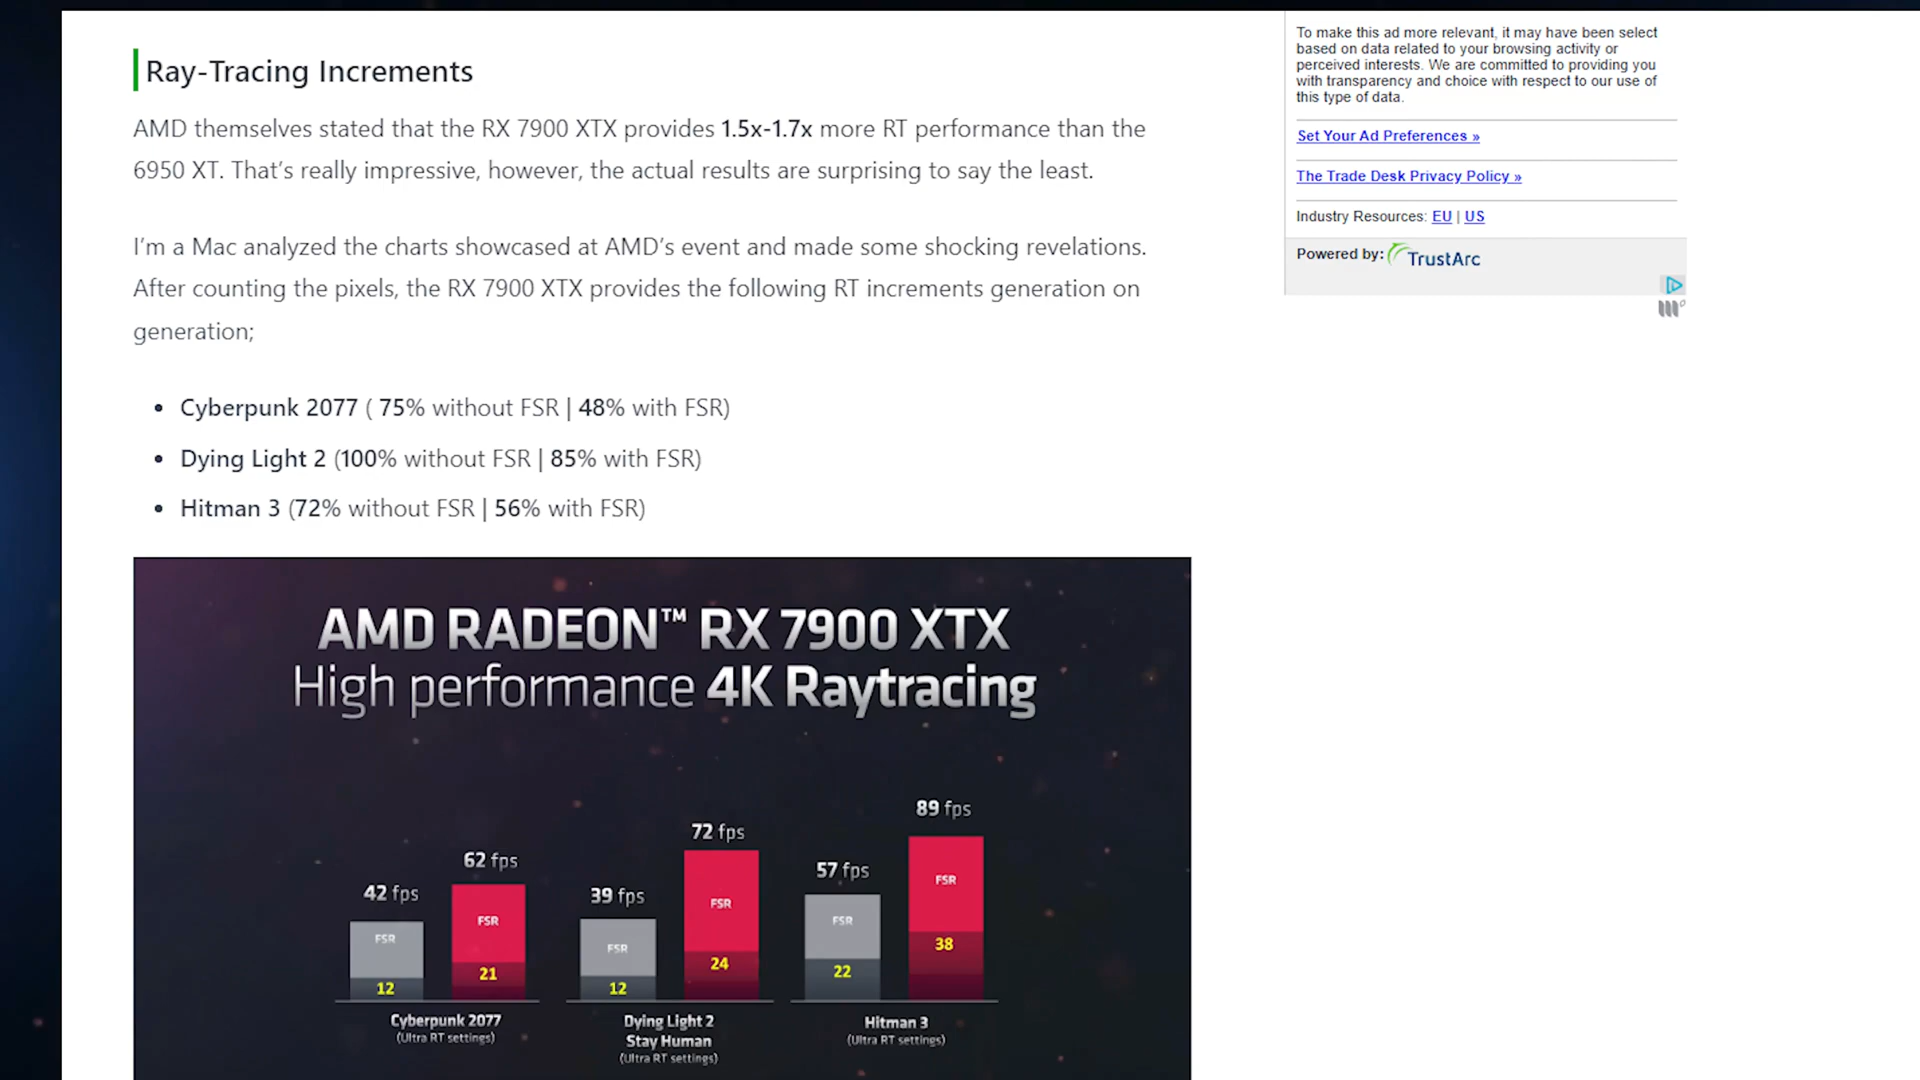 Ray-Tracing Increments
AMD themselves stated that the RX 7900 XTX provides 1.5x-1.7x more RT performance than the
6950 XT. That’s really impressive, however, the actual results are surprising to say the least.
I’m a Mac analyzed the charts showcased at AMD’s event and made some shocking revelations.
After counting the pixels, the RX 7900 XTX provides the following RT increments generation on
generation;
• Cyberpunk 2077 ( 75% without FSR | 48% with FSR)
• Dying Light 2 (100% without FSR | 85% with FSR)
• Hitman 3 (72% without FSR | 56% with FSR)
AMD RADEON™ RX 7900 XTX
High performance 4K Raytracing
42 fps
FSR
12
62 fps
FSR
21
Cyberpunk 2077
(Ultra RT settings)
39 fps
FSR
12
72 fps
FSR
24
Dying Light 2
Stay Human
(Ultra RT settings)
57 fps
FSR
22
89 fps
FSR
38
Hitman 3
(Ultra RT settings)
To make this ad more relevant, it may have been select
based on data related to your browsing activity or
perceived interests. We are committed to providing you
with transparency and choice with respect to our use of
this type of data.
Set Your Ad Preferences »
The Trade Desk Privacy Policy »
Industry Resources: EU | US
Powered by: TrustArc